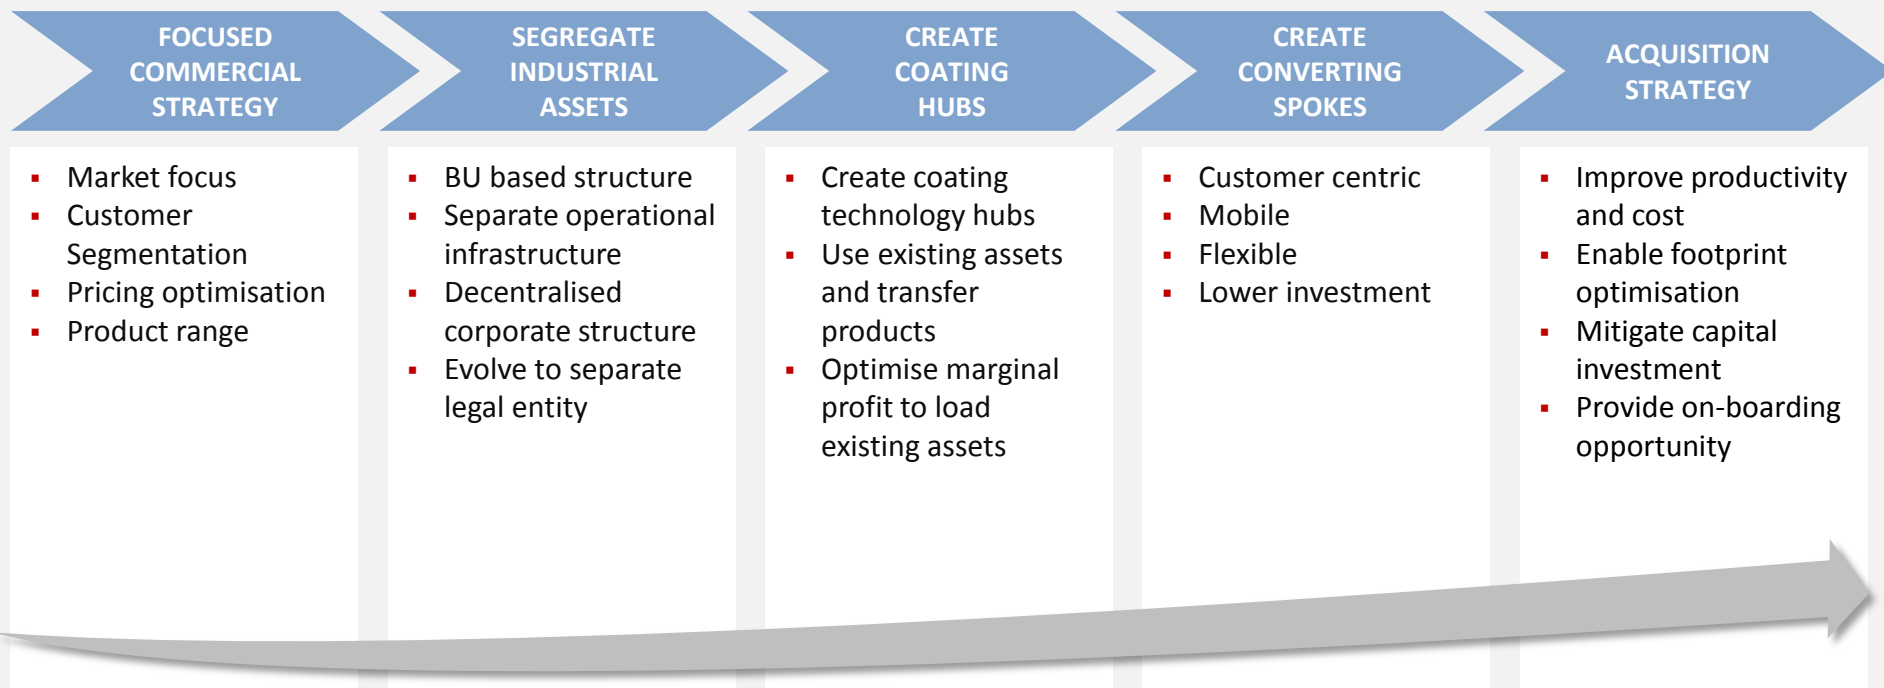 FOCUSED
COMMERCIAL
STRATEGY
SEGREGATE
INDUSTRIAL
ASSETS
CREATE
COATING
HUBS
CREATE
CONVERTING
SPOKES
ACQUISITION
STRATEGY
▪ Market focus
▪ Customer
Segmentation
▪ Pricing optimisation
▪ Product range
▪ BU based structure
▪ Separate operational
infrastructure
▪ Decentralised
corporate structure
▪ Evolve to separate
legal entity
▪ Create coating
technology hubs
▪ Use existing assets
and transfer
products
▪ Optimise marginal
profit to load
existing assets
▪ Customer centric
▪ Mobile
▪ Flexible
▪ Lower investment
▪ Improve productivity
and cost
▪ Enable footprint
optimisation
▪ Mitigate capital
investment
▪ Provide on-boarding
opportunity